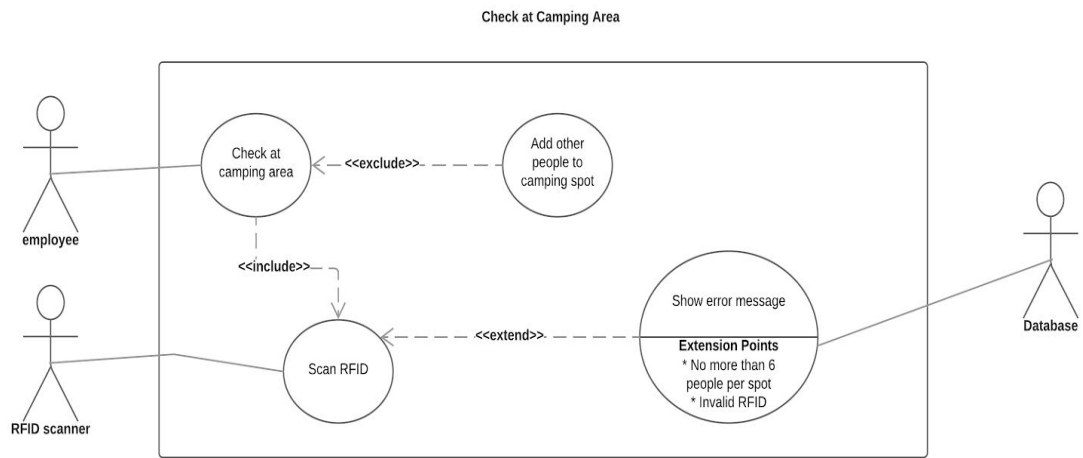 Check at Camping Area
Check at
camping area
<<exclude>>
Add other
people to
camping spot
employee
<<include>>
Show error message
Database
<<extend>>
Extension Points
* No more than 6
people per spot
* Invalid RFID
Scan RFID
RFID scanner